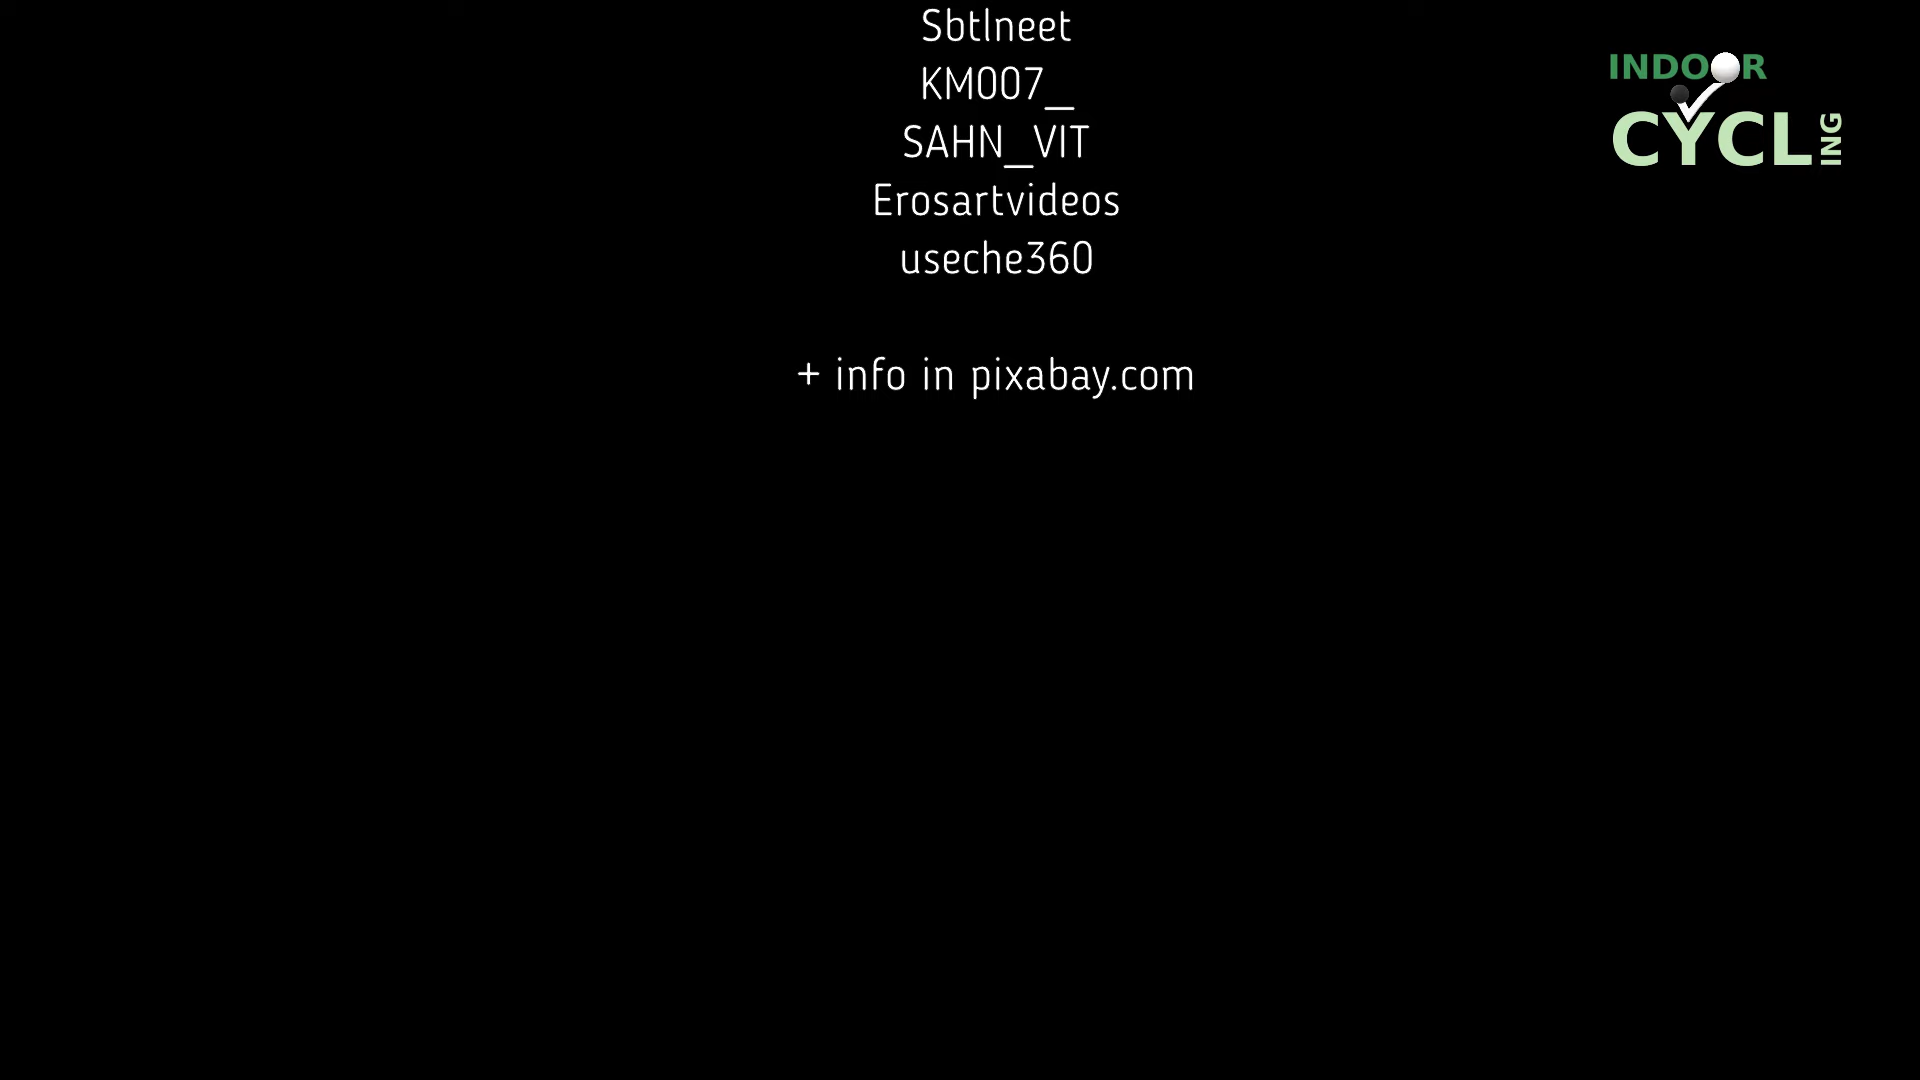 Sbtlneet
KM007_
SAHN_VIT
Erosartvideos
useche360
+ info in pixabay.com
INDOOR
CYCLING